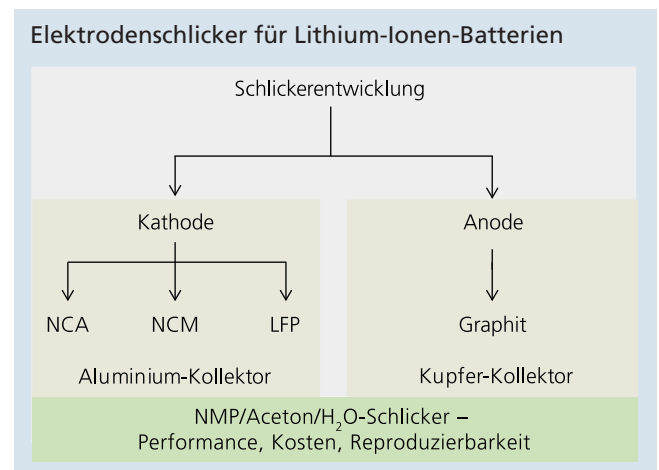 Elektrodenschlicker für Lithium-Ionen-Batterien
Schlickerentwicklung
Kathode
NCA NCM LFP
Aluminium-Kollektor
Anode
Graphit
Kupfer-Kollektor
NMP/Aceton/H₂O-Schlicker –
Performance, Kosten, Reproduzierbarkeit